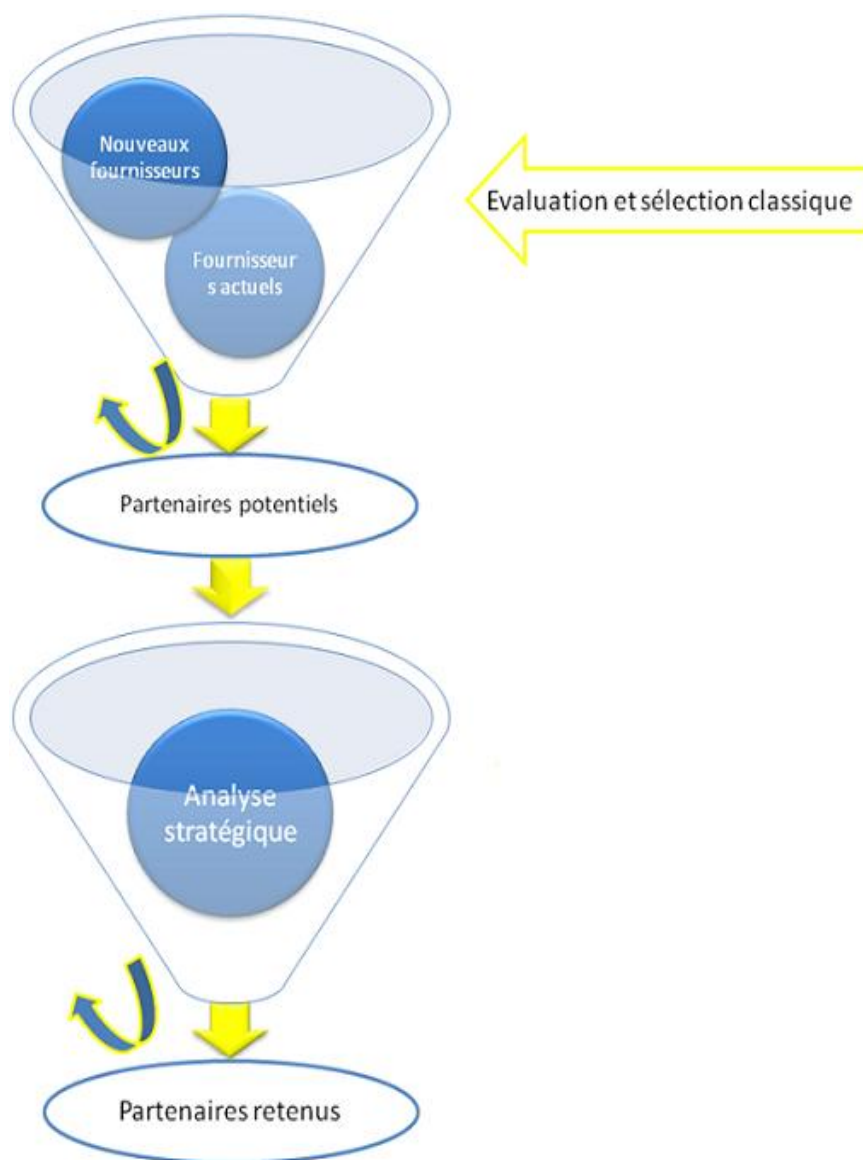 Nouveaux
fournisseurs
Evaluation et sélection classique
Fournisseur
s actuels
Partenaires potentiels
Analyse
stratégique
Partenaires retenus